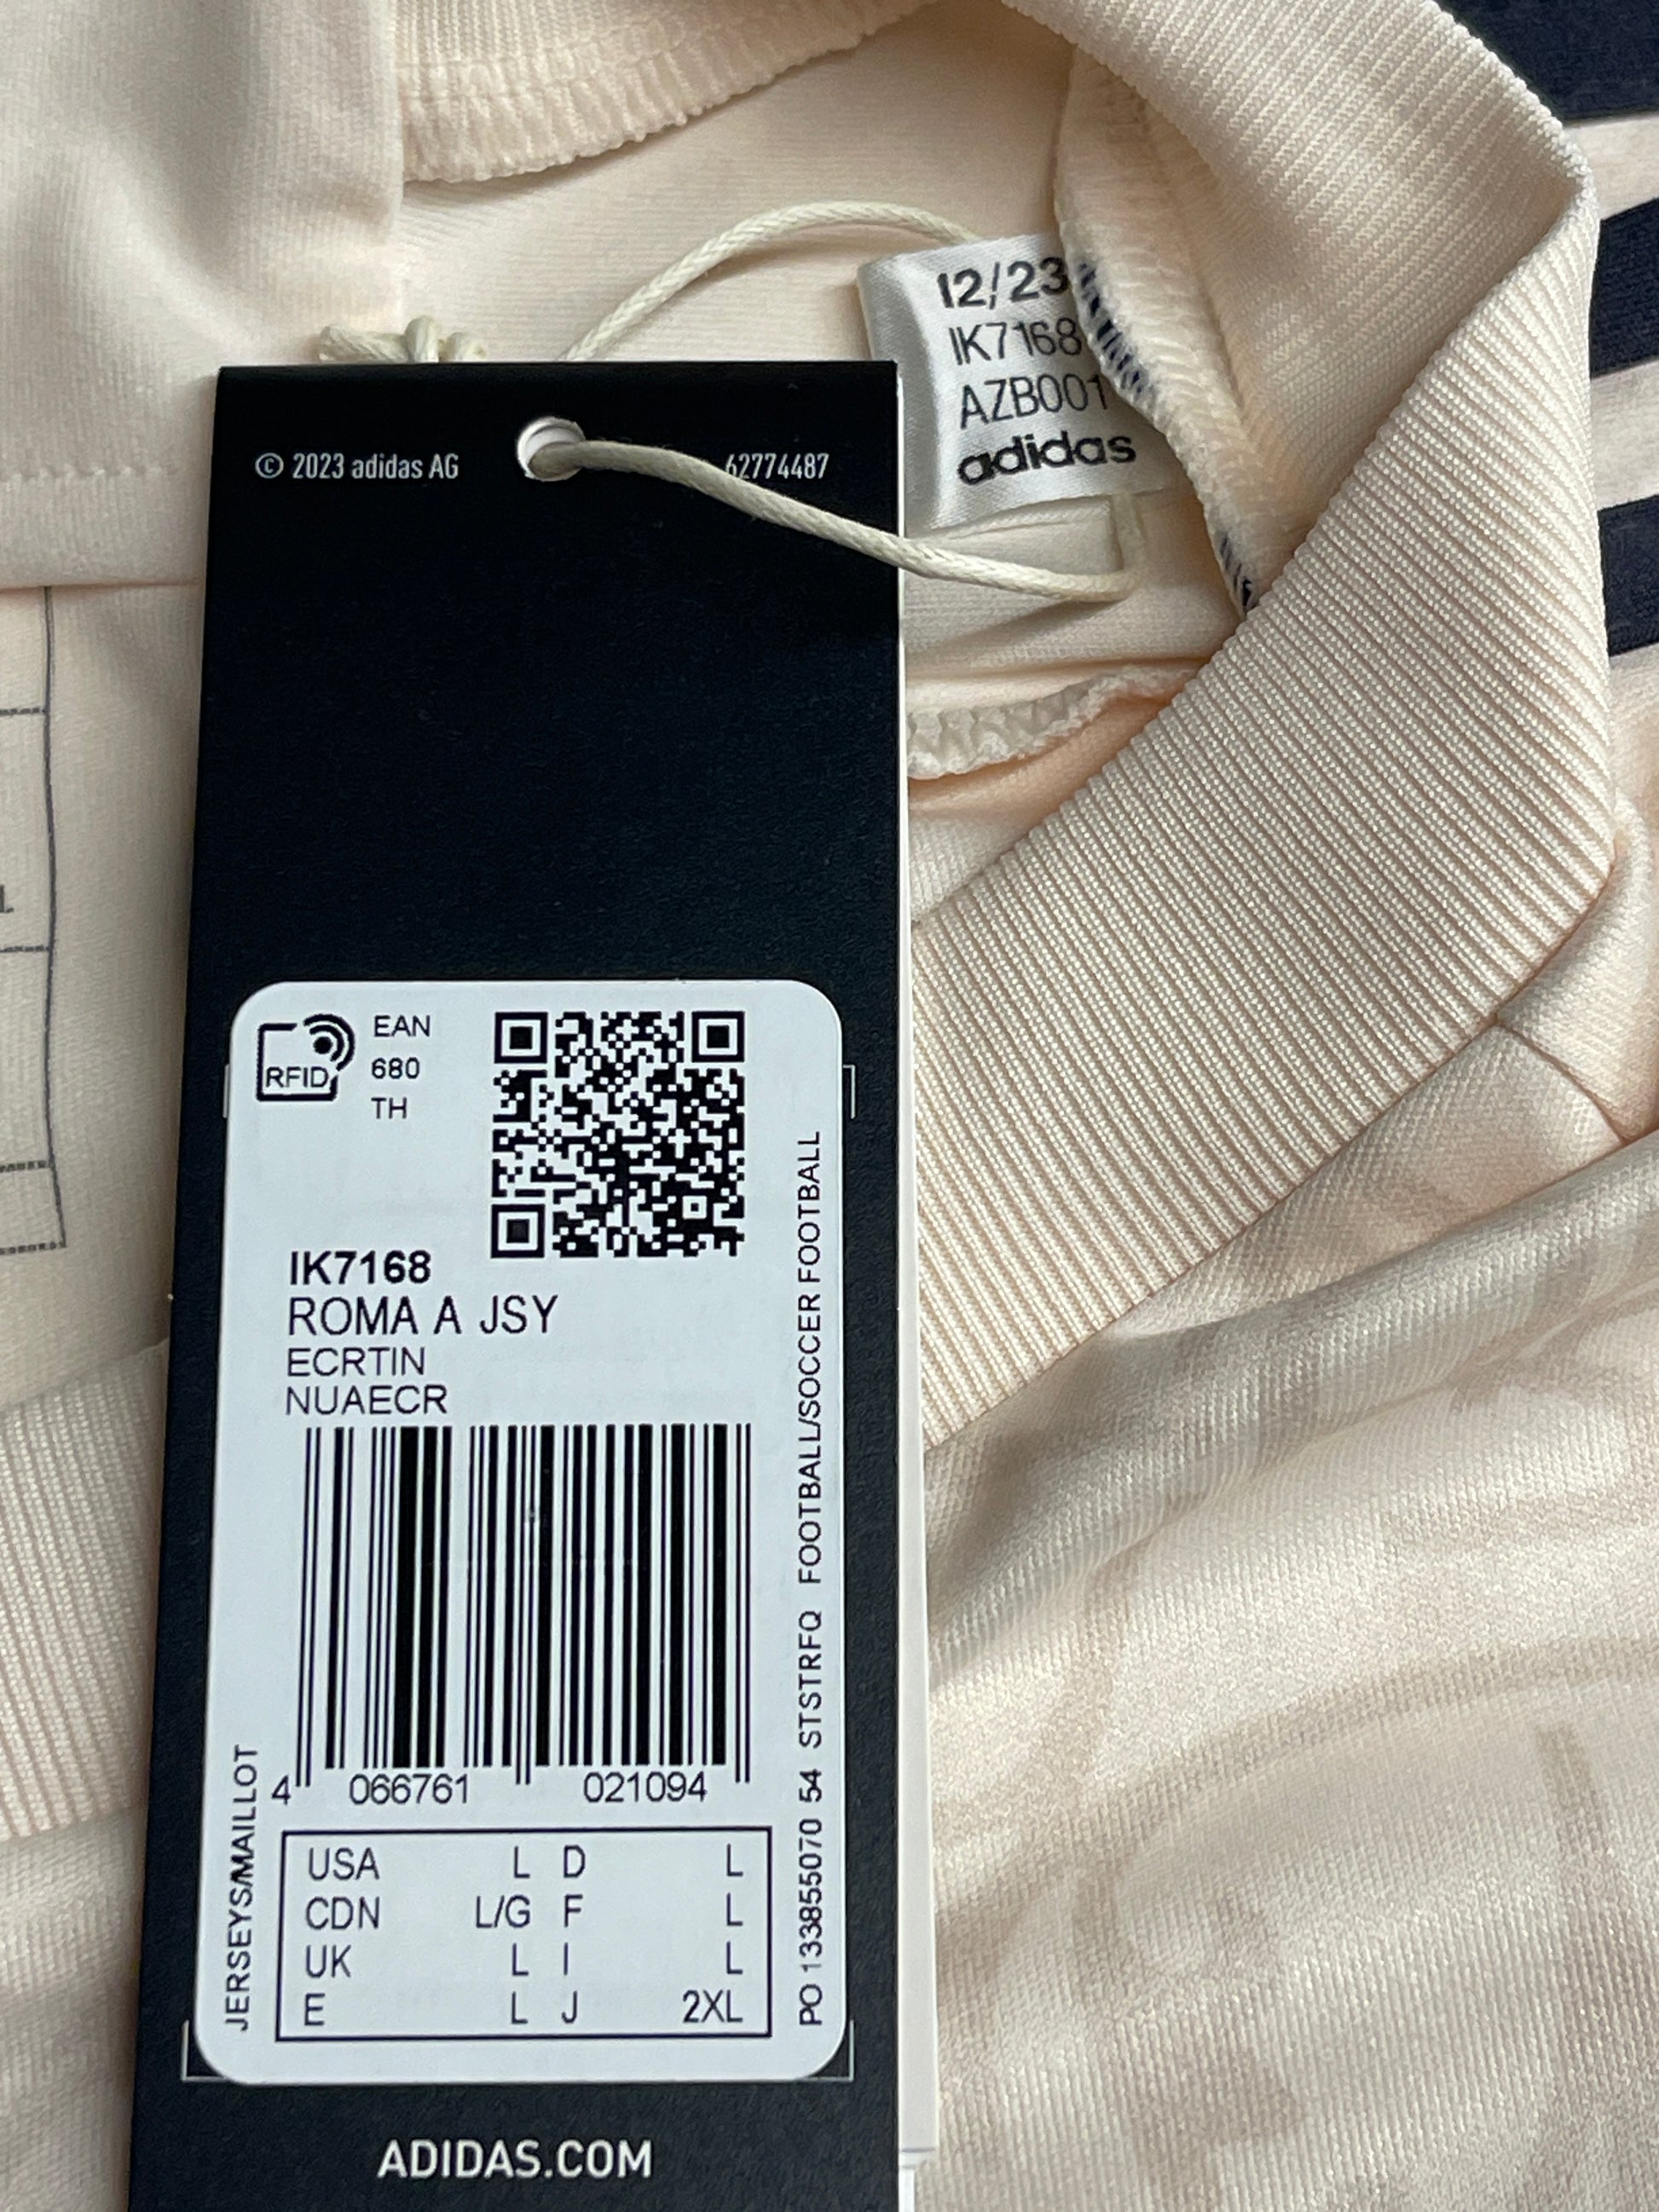 12/23
IK7168
AZB001
adidas
© 2023 adidas AG
62774487
RFID
EAN
680
TH
IK7168
ROMA A JSY
ECRTIN
NUAECR
4 066761 021094
USA L D L
CDN L/G F L
UK L I L
E L J 2XL
JERSEYS/MAILLOT
PO 133855070 54 STSTRFQ FOOTBALL/SOCCER FOOTBALL
ADIDAS.COM